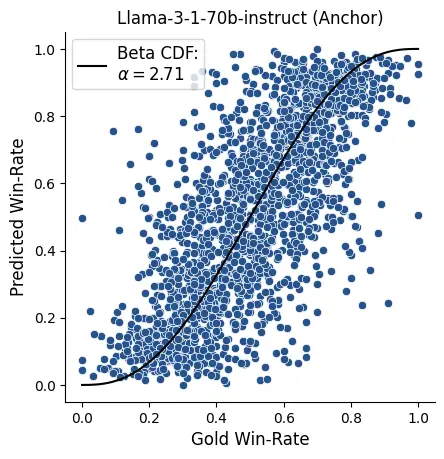 Llama-3-1-70b-instruct (Anchor)
Beta CDF:
α = 2.71
Predicted Win-Rate
1.0
0.8
0.6
0.4
0.2
0.0
0.0 0.2 0.4 0.6 0.8 1.0
Gold Win-Rate